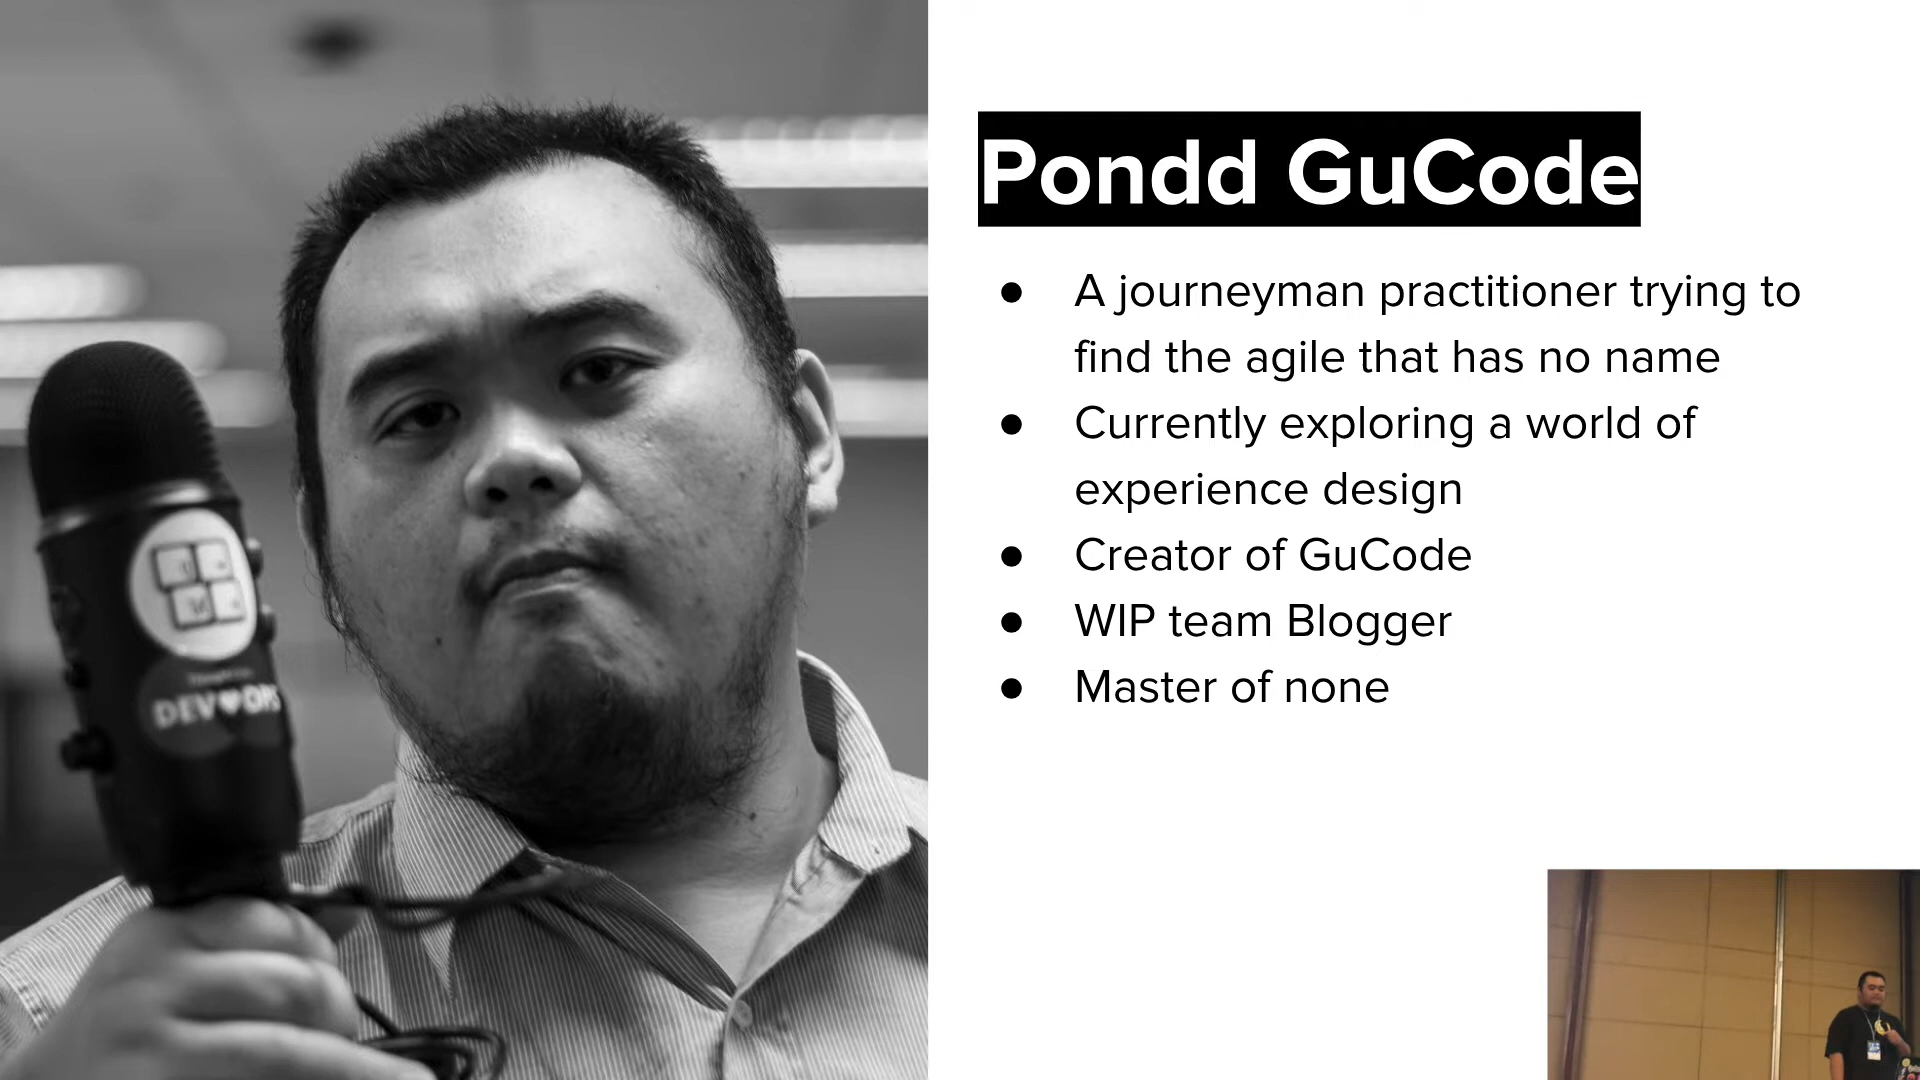 Pondd GuCode
● A journeyman practitioner trying to
find the agile that has no name
● Currently exploring a world of
experience design
● Creator of GuCode
● WIP team Blogger
● Master of none
DEV♥OPS